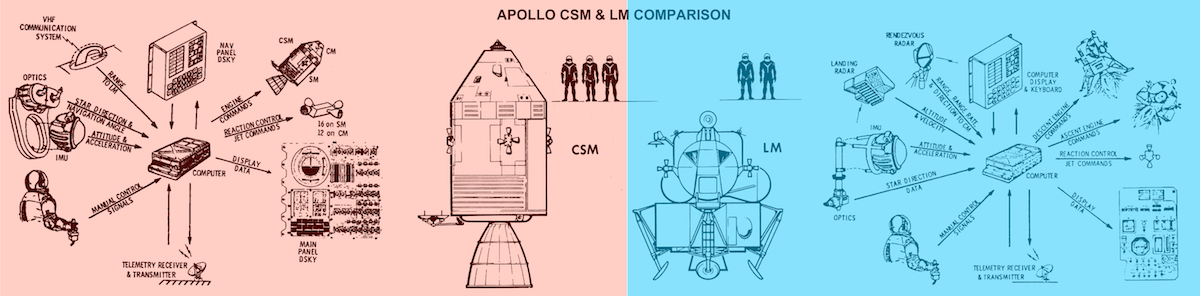 APOLLO CSM & LM COMPARISON
VHF
COMMUNICATION
SYSTEM
NAV
PANEL
DSKY
CSM
CM
SM
OPTICS
RANGE
TO LM
STAR DIRECTION &
NAVIGATION ANGLE
ENGINE
COMMANDS
ATTITUDE &
ACCELERATION
REACTION CONTROL
JET COMMANDS
16 on SM
12 on CM
IMU
COMPUTER
DISPLAY
DATA
MANUAL CONTROL
SIGNALS
MAIN
PANEL
DSKY
TELEMETRY RECEIVER
& TRANSMITTER
CSM
LM
RENDEZVOUS
RADAR
LANDING
RADAR
COMPUTER
DISPLAY
& KEYBOARD
RANGE, RANGE RATE
& DIRECTION TO CM
ALTITUDE
& VELOCITY
DESCENT ENGINE
COMMANDS
ASCENT ENGINE
COMMANDS
IMU
ATTITUDE &
ACCELERATION
REACTION CONTROL
JET COMMANDS
COMPUTER
STAR DIRECTION
DATA
OPTICS
DISPLAY
DATA
MANUAL CONTROL
SIGNALS
TELEMETRY RECEIVER
& TRANSMITTER